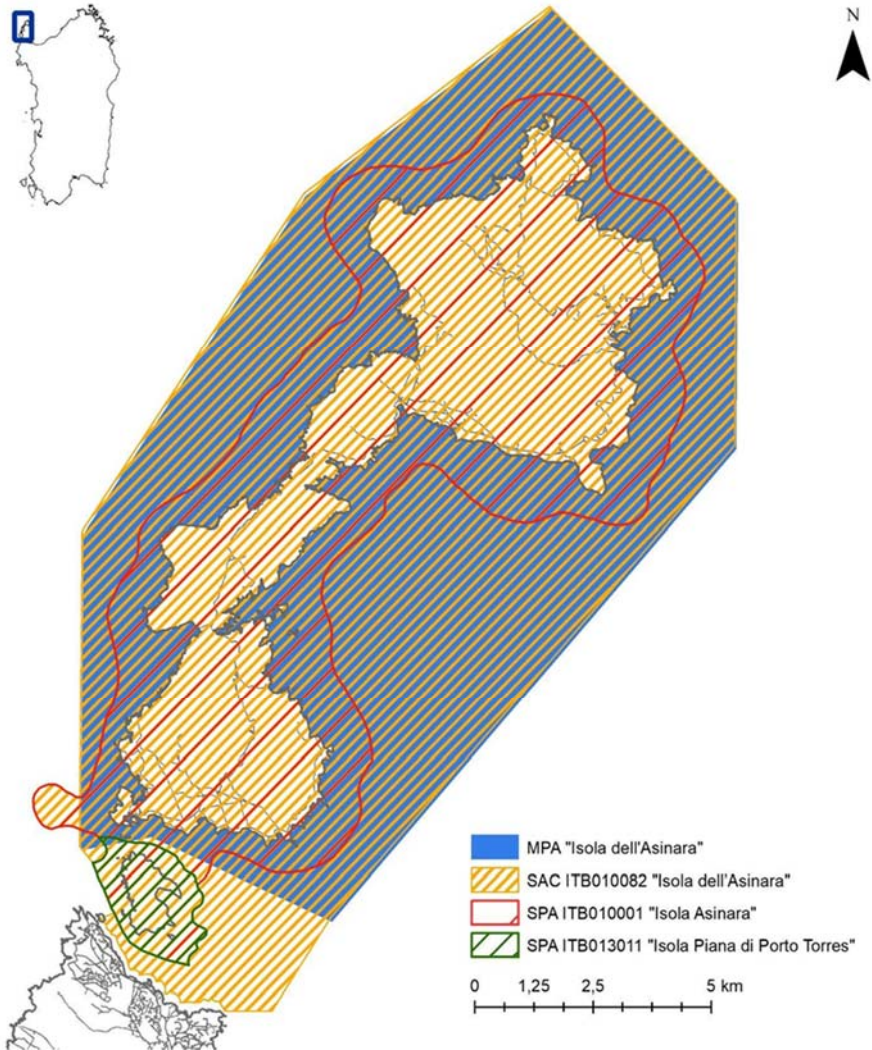 N
MPA "Isola dell'Asinara"
SAC ITB010082 "Isola dell'Asinara"
SPA ITB010001 "Isola Asinara"
SPA ITB013011 "Isola Piana di Porto Torres"
0 1,25 2,5 5 km